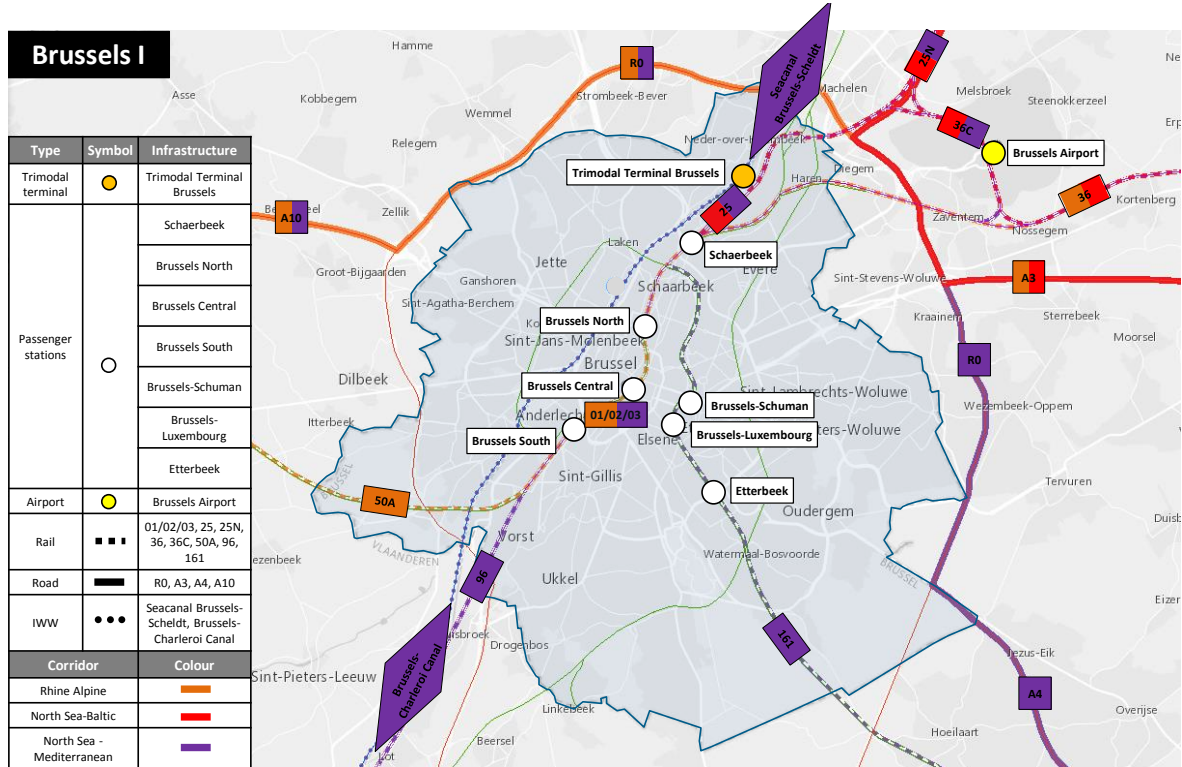 Brussels I
Type Symbol Infrastructure
Trimodal
terminal
Trimodal Terminal
Brussels
Passenger
stations
Schaerbeek
Brussels North
Brussels Central
Brussels South
Brussels-Schuman
Brussels-
Luxembourg
Etterbeek
Airport Brussels Airport
Rail
01/02/03, 25, 25N,
36, 36C, 50A, 96,
161
Road R0, A3, A4, A10
IWW
Seacanal Brussels-
Scheldt, Brussels-
Charleroi Canal
Corridor Colour
Rhine Alpine
North Sea-Baltic
North Sea -
Mediterranean
Hamme
Asse
Kobbegem
Wemmel
Relegem
Strombeek-Bever
R0
Seacanal
Brussels-Scheldt
Machelen
25N
Melsbroek
Steenokkerzeel
36C
Brussels Airport
Trimodal Terminal Brussels
Haren
Diegem
25
36
Kortenberg
Zaventem
Nossegem
A10
Zellik
Groot-Bijgaarden
Laken
Jette
Ganshoren
Sint-Agatha-Berchem
Schaerbeek
Evere
Schaarbeek
Sint-Stevens-Woluwe
A3
Kraainem
Sterrebeek
Moorsel
Brussels North
Sint-Jans-Molenbeek
Brussel
Dilbeek
Itterbeek
Brussels Central
01/02/03
Brussels South
Sint-Gillis
Elsene
Brussels-Schuman
Brussels-Luxembourg
Sint-Lambrechts-Woluwe
R0
Wezembeek-Oppem
Tervuren
Etterbeek
Oudergem
50A
BRUSSEL
VLAANDEREN
Vorst
Ukkel
Watermaal-Bosvoorde
BRUSSEL
96
161
Brussels-
Charleroi Canal
Drogenbos
Sint-Pieters-Leeuw
Linkebeek
Beersel
Lot
Jezus-Eik
A4
Overijse
Hoeilaart